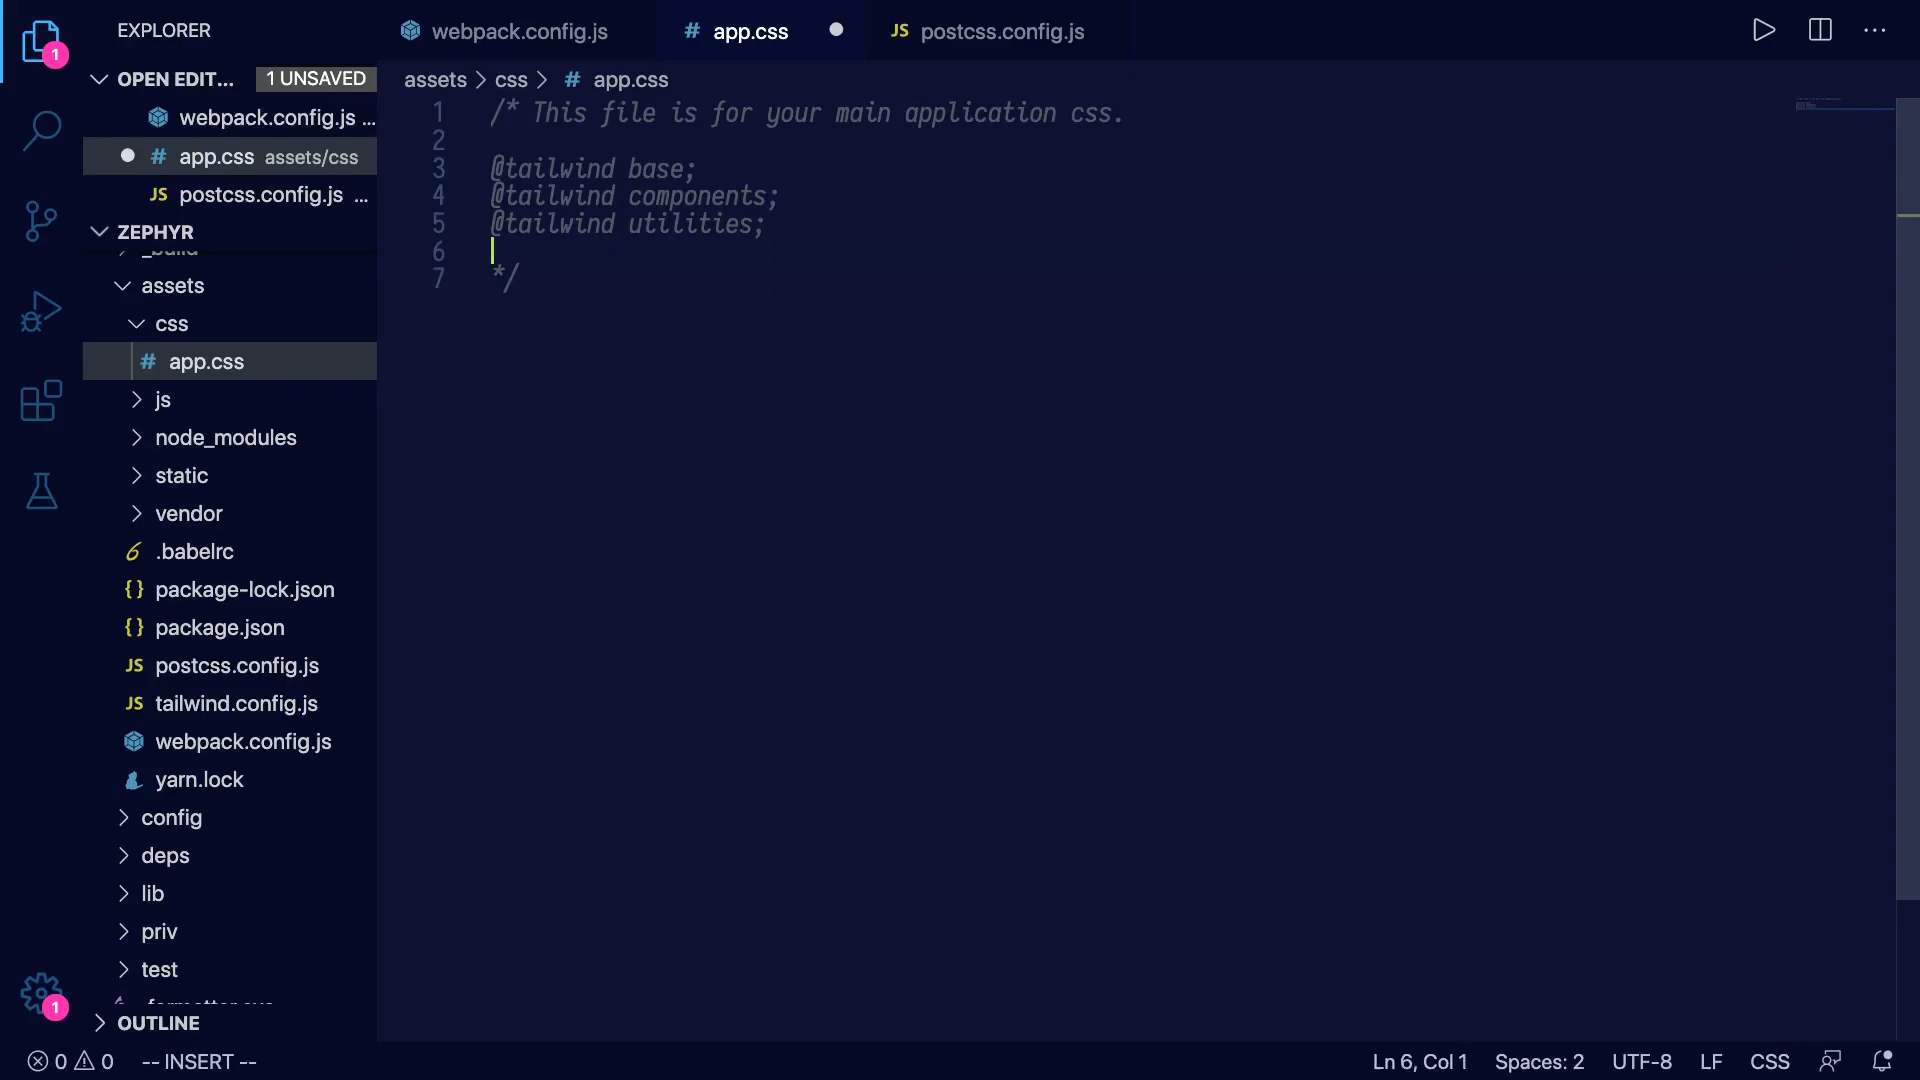 EXPLORER
webpack.config.js
# app.css
JS postcss.config.js
1
OPEN EDIT...
1 UNSAVED
webpack.config.js ...
# app.css assets/css
JS postcss.config.js ...
ZEPHYR
_build
assets
css
# app.css
js
node_modules
static
vendor
.babelrc
{ } package-lock.json
{ } package.json
JS postcss.config.js
JS tailwind.config.js
webpack.config.js
yarn.lock
config
deps
lib
priv
test
OUTLINE
1
assets > css > # app.css
1 /* This file is for your main application css.
2
3 @tailwind base;
4 @tailwind components;
5 @tailwind utilities;
6
7 */
0 0 -- INSERT --
Ln 6, Col 1 Spaces: 2 UTF-8 LF CSS